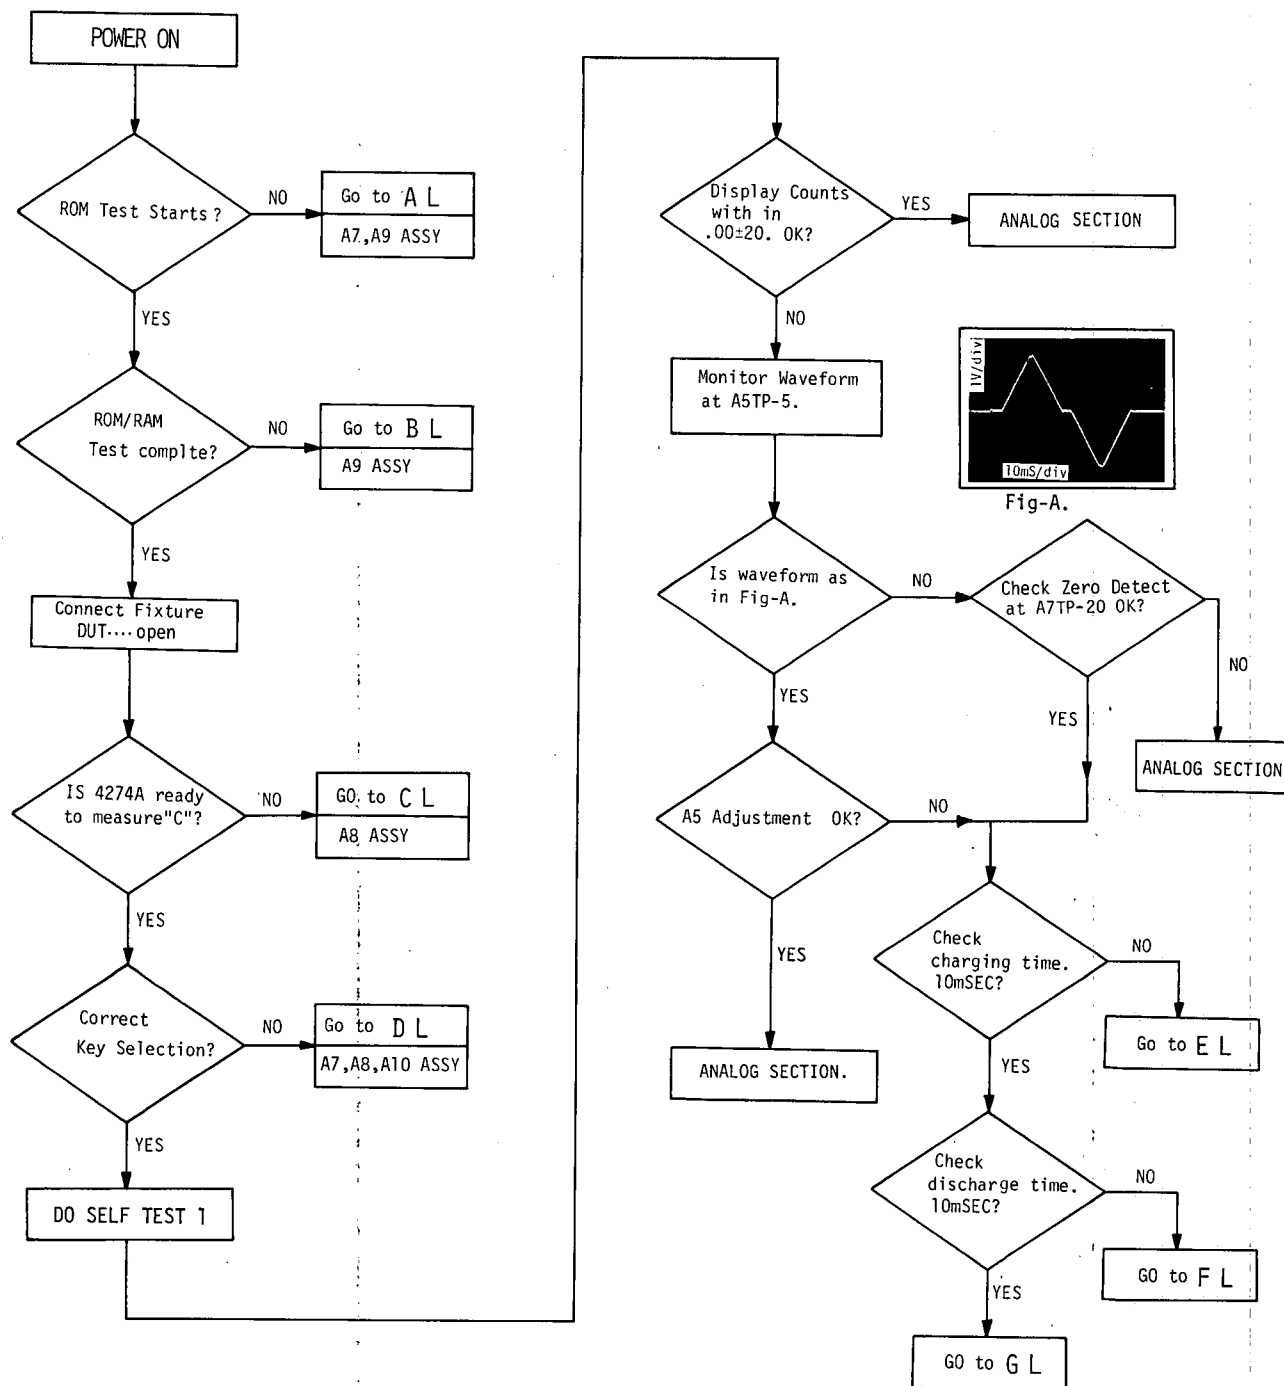 POWER ON
ROM Test Starts?
NO
Go to A L
A7,A9 ASSY
YES
ROM/RAM
Test complte?
NO
Go to B L
A9 ASSY
YES
Connect Fixture
DUT....open
IS 4274A ready
to measure"C"?
NO
GO to C L
A8 ASSY
YES
Correct
Key Selection?
NO
Go to D L
A7,A8,A10 ASSY
YES
DO SELF TEST 1
Display Counts
with in
.00±20. OK?
YES
ANALOG SECTION
NO
Monitor Waveform
at A5TP-5.
1V/Div
10mS/div
Fig-A.
Is waveform as
in Fig-A.
NO
Check Zero Detect
at A7TP-20 OK?
NO
YES
YES
ANALOG SECTION
A5 Adjustment OK?
NO
YES
ANALOG SECTION.
Check
charging time.
10mSEC?
NO
Go to E L
YES
Check
discharge time.
10mSEC?
NO
GO to F L
YES
GO to G L